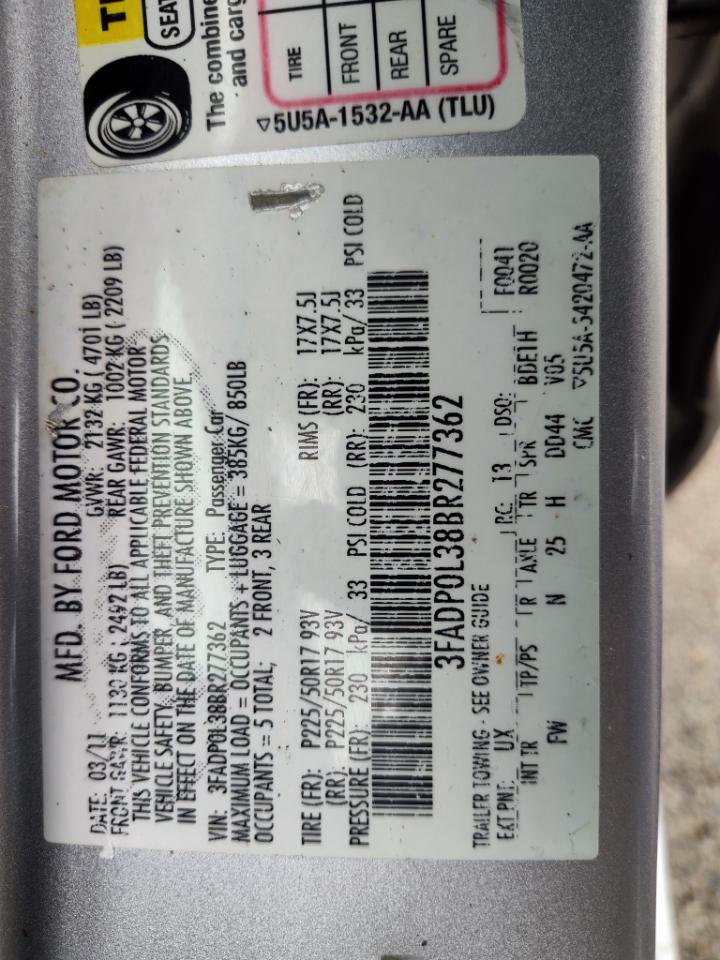 SEAT
The combine
and carg
TIRE
FRONT
REAR
SPARE
▽5U5A-1532-AA (TLU)
MFD. BY FORD MOTOR CO.
DATE: 03/11 GVWR: 2132 KG ( 4701 LB)
FRONT GAWR: 1130 KG ( 2492 LB) REAR GAWR: 1002 KG ( 2209 LB)
THIS VEHICLE CONFORMS TO ALL APPLICABLE FEDERAL MOTOR
VEHICLE SAFETY, BUMPER, AND THEFT PREVENTION STANDARDS
IN EFFECT ON THE DATE OF MANUFACTURE SHOWN ABOVE.
VIN: 3FADP0L38BR277362 TYPE: Passenger Car
MAXIMUM LOAD = OCCUPANTS + LUGGAGE = 385KG/ 850LB
OCCUPANTS = 5 TOTAL; 2 FRONT, 3 REAR
TIRE (FR): P225/50R17 93V RIMS (FR): 17X7.5J
(RR): P225/50R17 93V (RR): 17X7.5J
PRESSURE (FR): 230 kPa/ 33 PSI COLD (RR): 230 kPa/ 33 PSI COLD
3FADP0L38BR277362
TRAILER TOWING - SEE OWNER GUIDE
EXT PNT: UX RC: 13 DSO: F0041
INT TR TP/PS R AXLE TR SPR BDE1H R0020
FW N 25 H DD44 V05
CMC ▽5U5A-5420472-AA